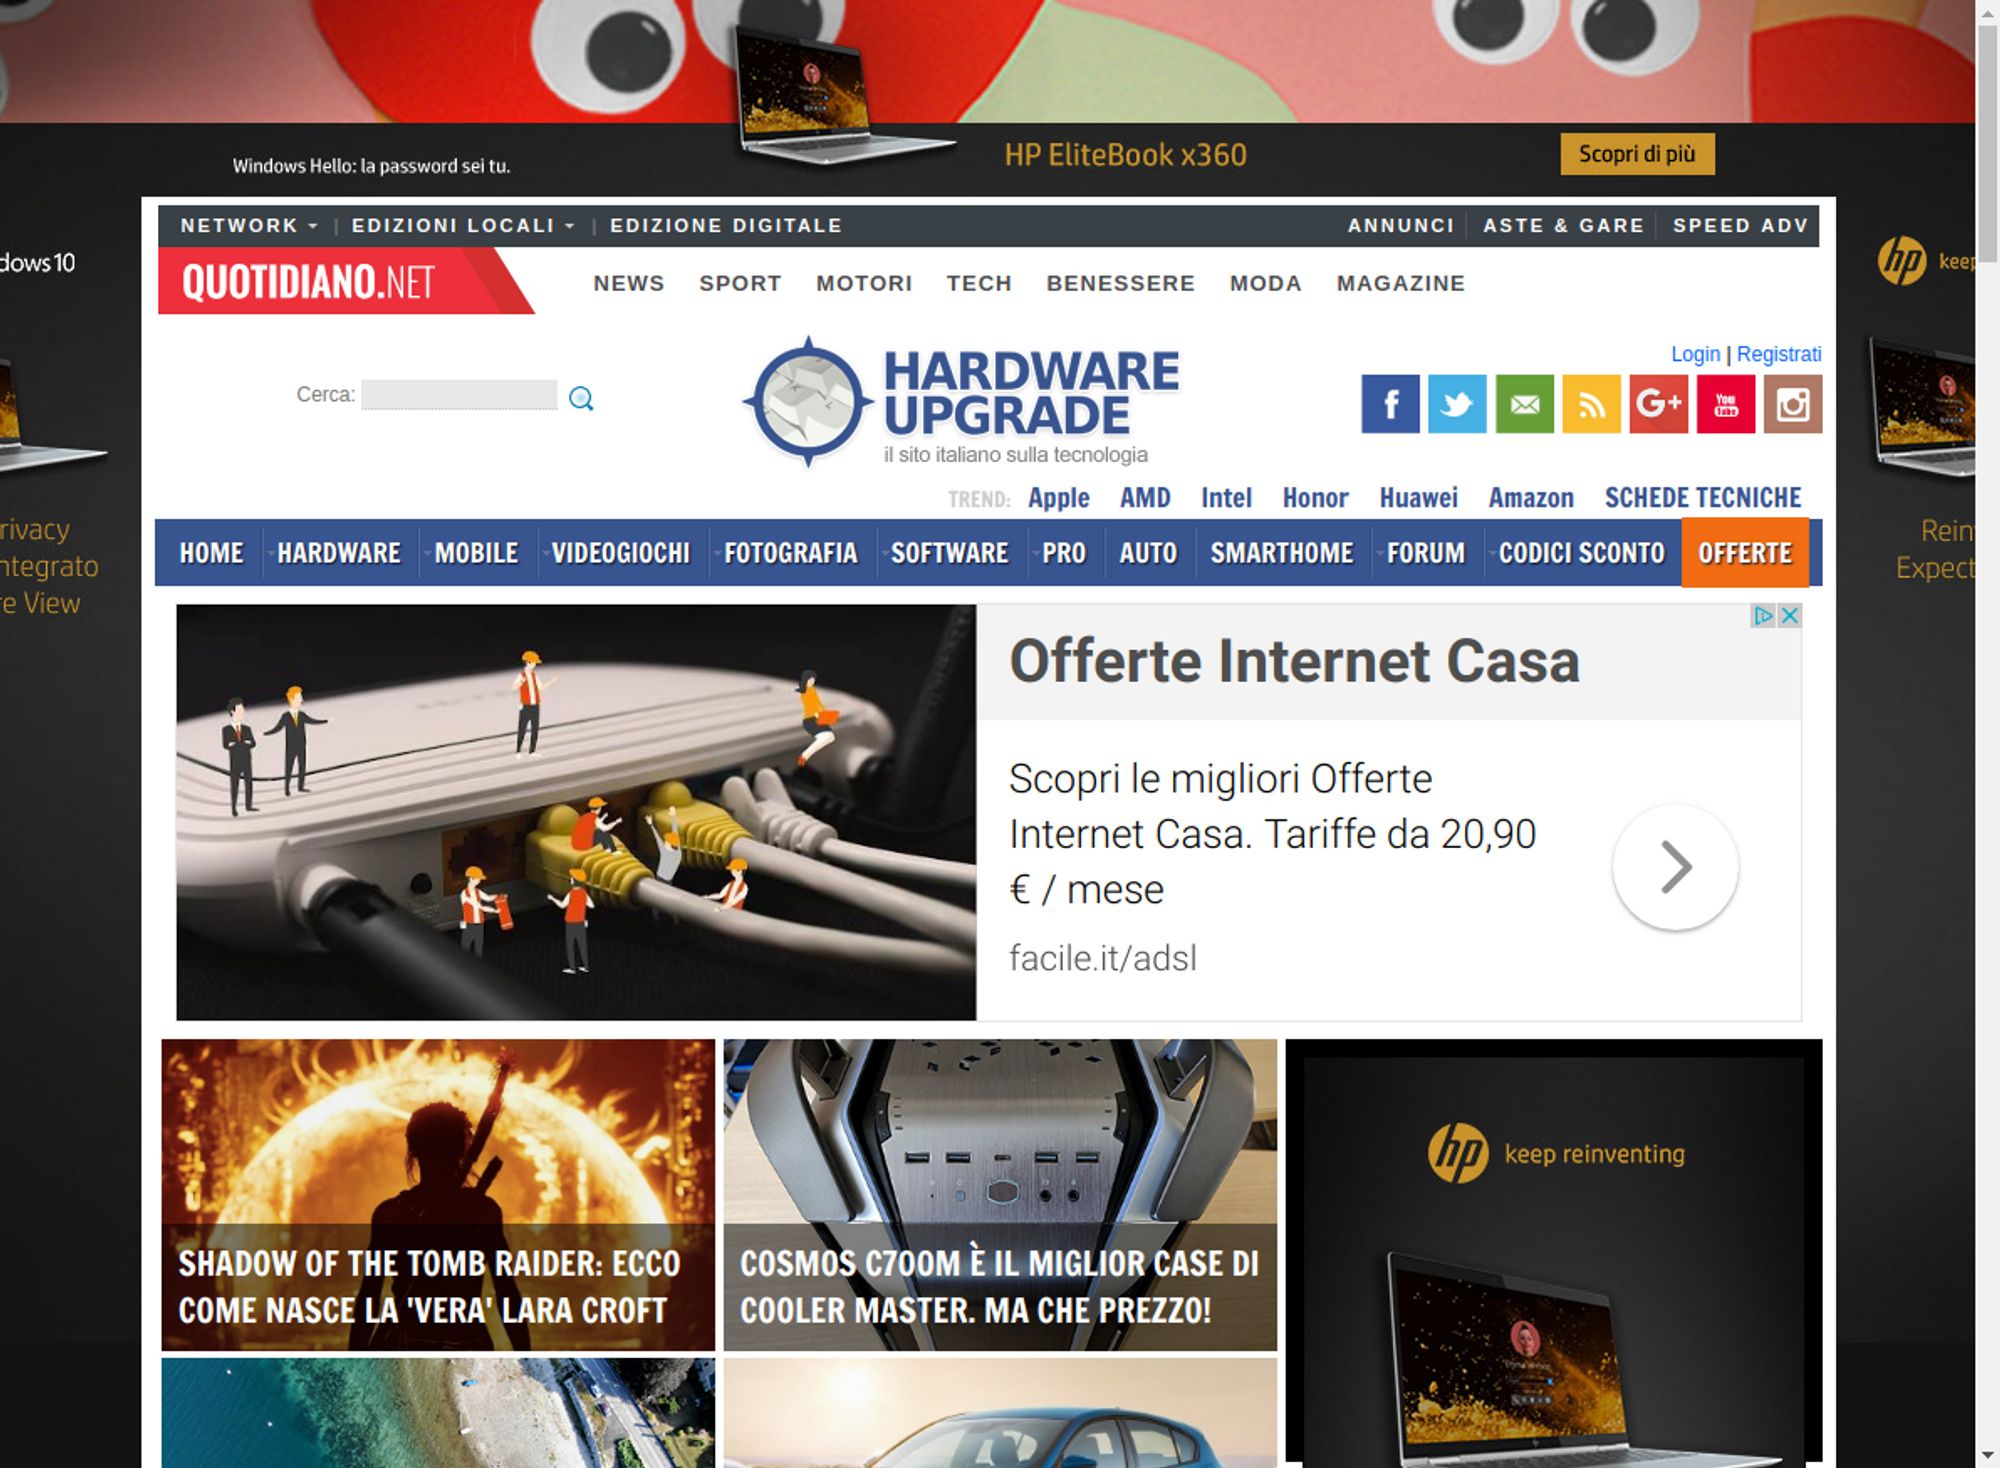 Windows Hello: la password sei tu.
HP EliteBook x360
Scopri di più
NETWORK | EDIZIONI LOCALI | EDIZIONE DIGITALE
ANNUNCI ASTE & GARE SPEED ADV
dows 10
QUOTIDIANO.NET
NEWS SPORT MOTORI TECH BENESSERE MODA MAGAZINE
hp keep
Login | Registrati
Cerca:
HARDWARE
UPGRADE
il sito italiano sulla tecnologia
f G+ You Tube
TREND: Apple AMD Intel Honor Huawei Amazon SCHEDE TECNICHE
HOME HARDWARE MOBILE VIDEOGIOCHI FOTOGRAFIA SOFTWARE PRO AUTO SMARTHOME FORUM CODICI SCONTO OFFERTE
rivacy
ntegrato
re View
Rein
Expect
Offerte Internet Casa
Scopri le migliori Offerte
Internet Casa. Tariffe da 20,90
€ / mese
facile.it/adsl
SHADOW OF THE TOMB RAIDER: ECCO
COME NASCE LA 'VERA' LARA CROFT
COSMOS C700M È IL MIGLIOR CASE DI
COOLER MASTER. MA CHE PREZZO!
hp keep reinventing